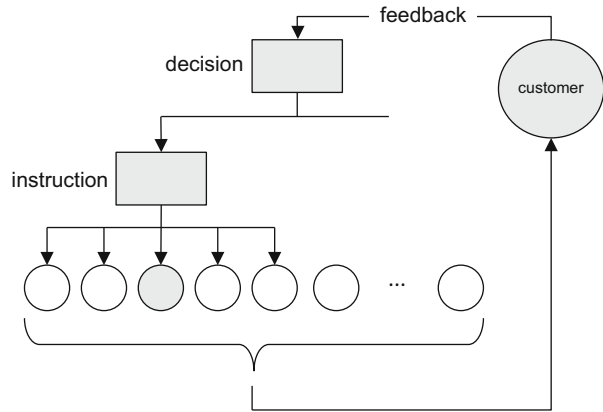 feedback
decision
customer
instruction
...